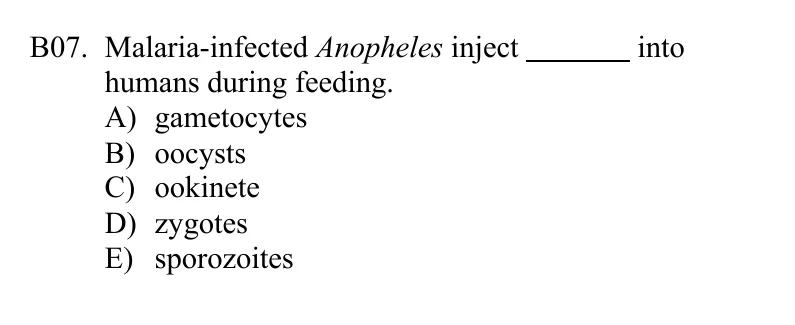 B07. Malaria-infected Anopheles inject _______ into
humans during feeding.
A) gametocytes
B) oocysts
C) ookinete
D) zygotes
E) sporozoites